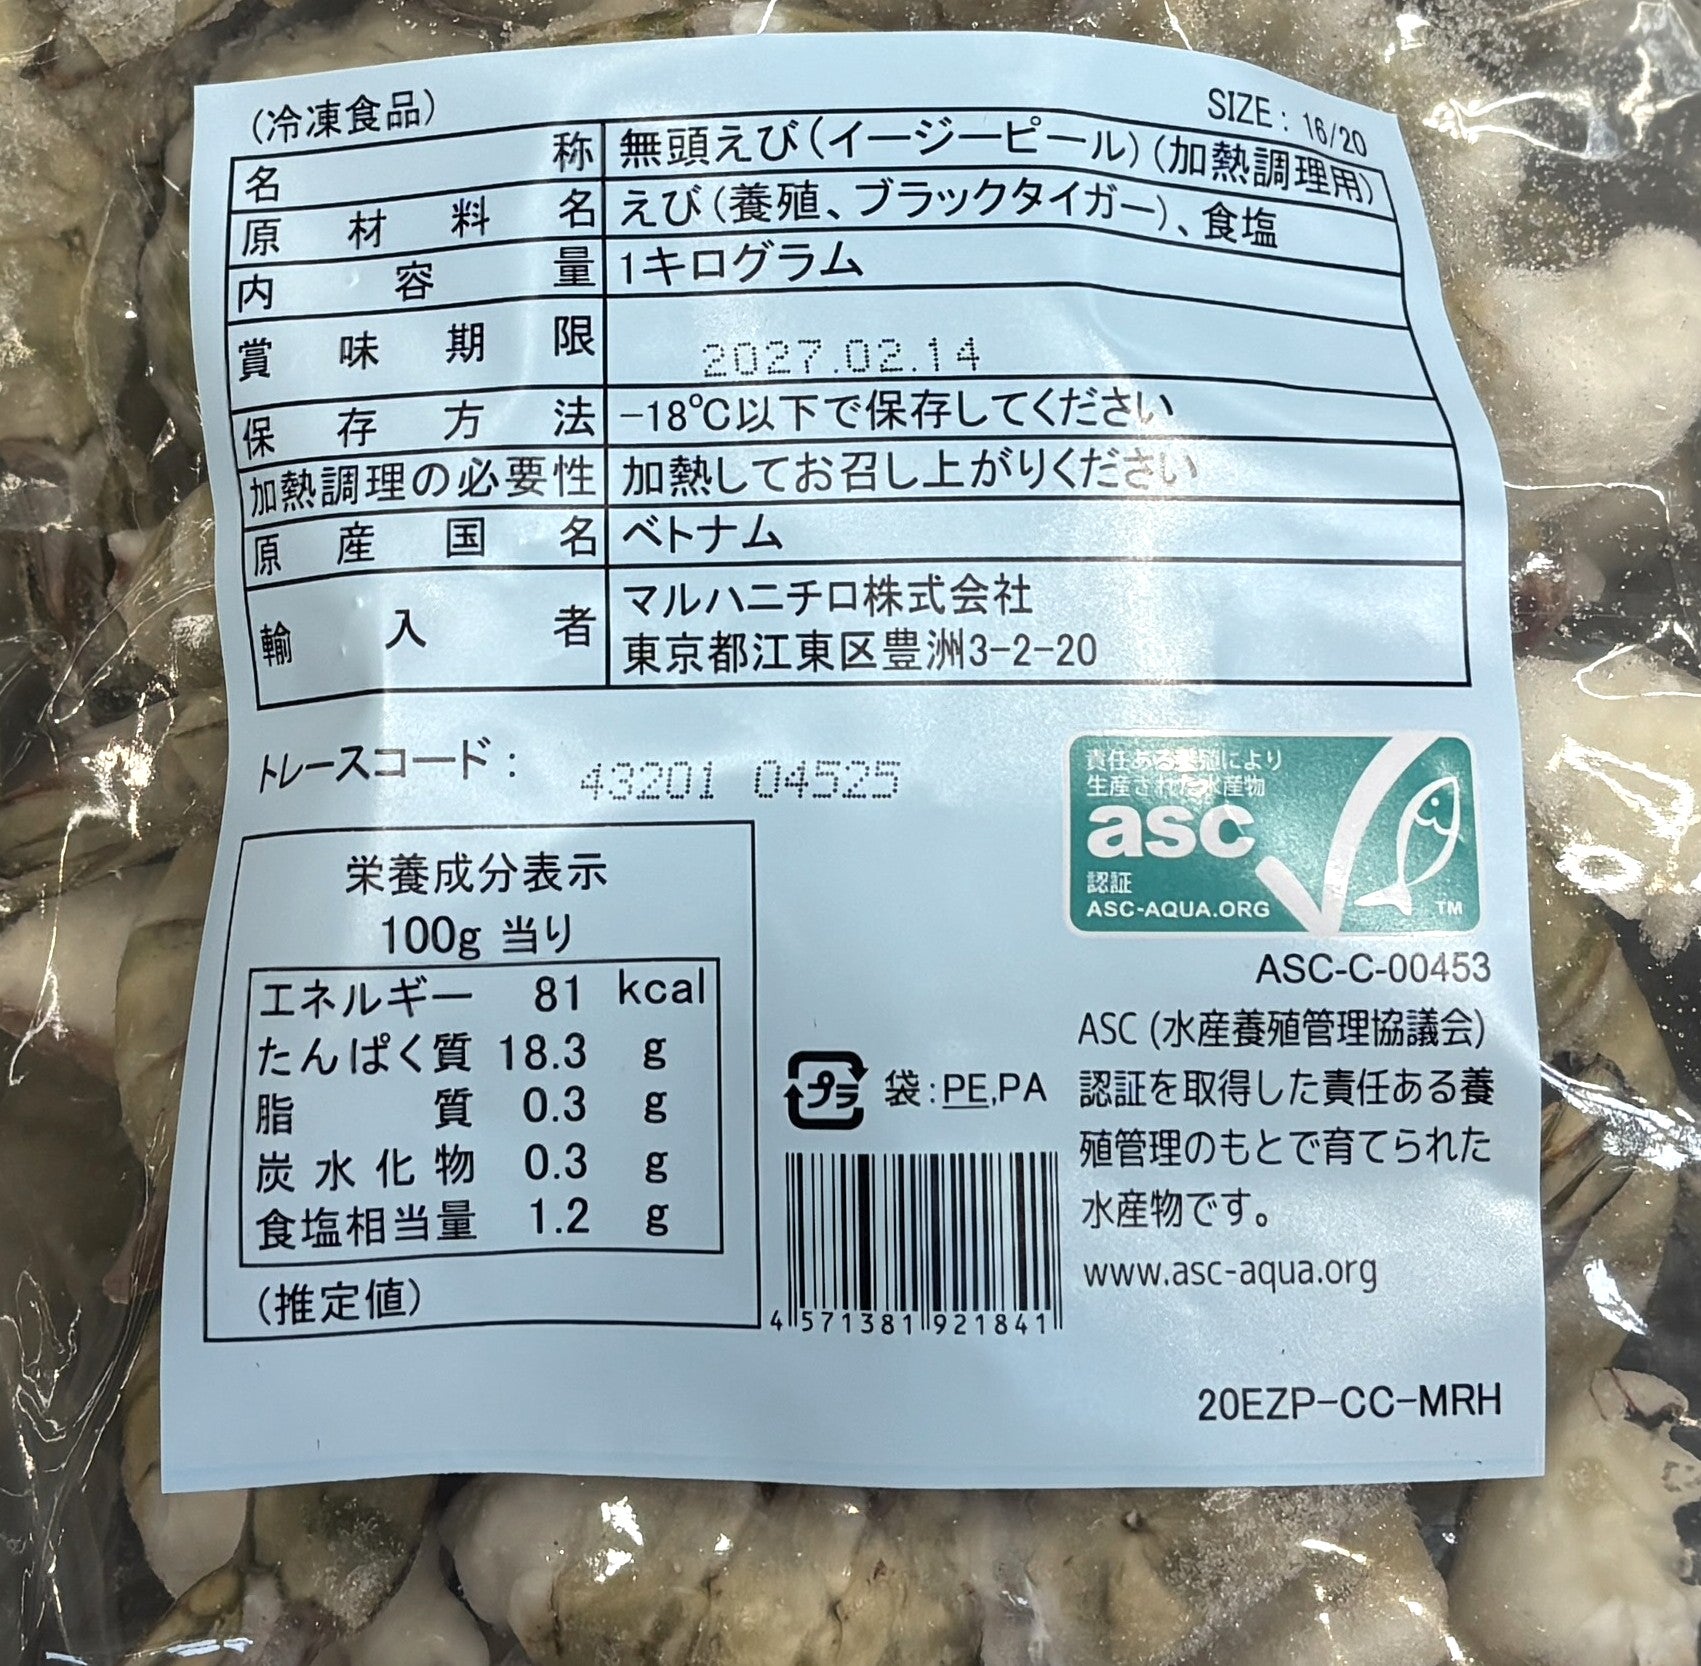 (冷凍食品)
SIZE : 16/20
名称 無頭えび(イージーピール)(加熱調理用)
原材料名 えび(養殖、ブラックタイガー)、食塩
内容量 1キログラム
賞味期限 2027.02.14
保存方法 -18℃以下で保存してください
加熱調理の必要性 加熱してお召し上がりください
原産国名 ベトナム
輸入者 マルハニチロ株式会社
東京都江東区豊洲3-2-20
トレースコード : 43201 04525
責任ある養殖により
生産された水産物
asc
認証
ASC-AQUA.ORG
TM
ASC-C-00453
ASC (水産養殖管理協議会)
認証を取得した責任ある養
殖管理のもとで育てられた
水産物です。
www.asc-aqua.org
栄養成分表示
100g 当り
エネルギー 81 kcal
たんぱく質 18.3 g
脂質 0.3 g
炭水化物 0.3 g
食塩相当量 1.2 g
(推定値)
プラ 袋:PE,PA
4 571381 921841
20EZP-CC-MRH